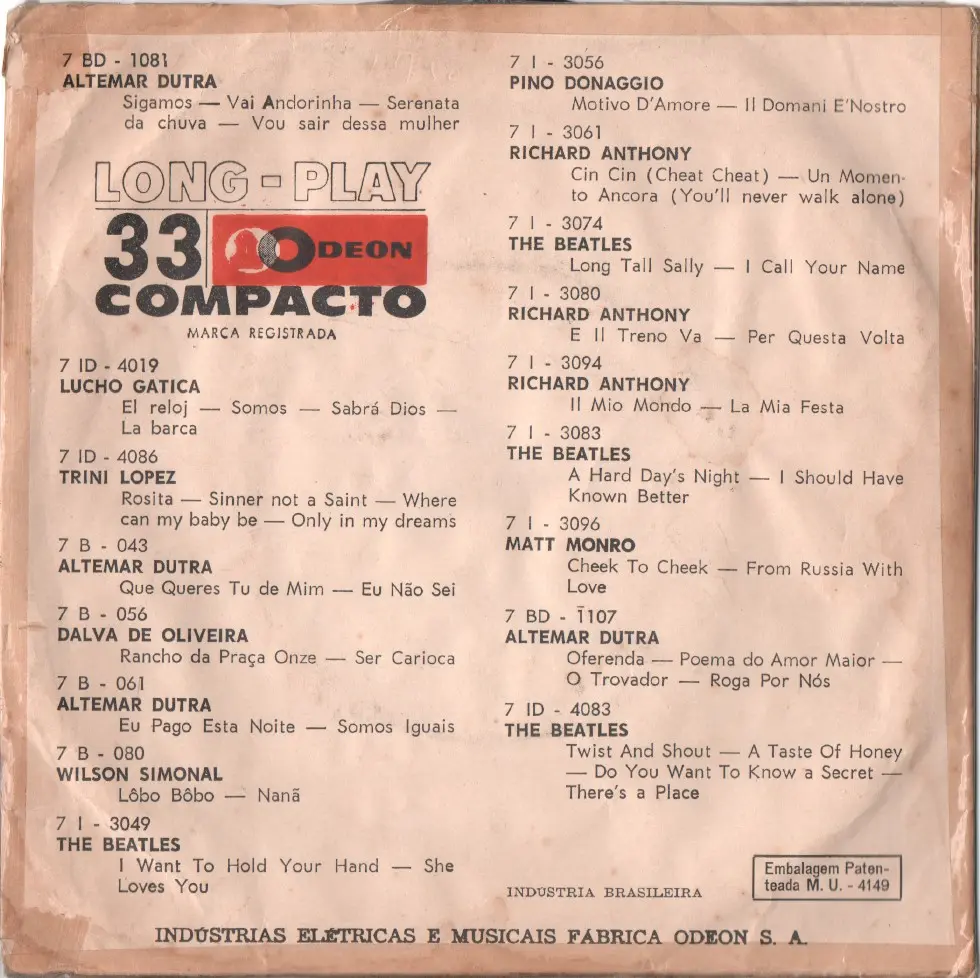 7 BD - 1081
ALTEMAR DUTRA
Sigamos — Vai Andorinha — Serenata
da chuva — Vou sair dessa mulher
LONG - PLAY
33 ODEON
COMPACTO
MARCA REGISTRADA
7 ID - 4019
LUCHO GATICA
El reloj — Somos — Sabrá Dios —
La barca
7 ID - 4086
TRINI LOPEZ
Rosita — Sinner not a Saint — Where
can my baby be — Only in my dreams
7 B - 043
ALTEMAR DUTRA
Que Queres Tu de Mim — Eu Não Sei
7 B - 056
DALVA DE OLIVEIRA
Rancho da Praça Onze — Ser Carioca
7 B - 061
ALTEMAR DUTRA
Eu Pago Esta Noite — Somos Iguais
7 B - 080
WILSON SIMONAL
Lôbo Bôbo — Nanã
7 I - 3049
THE BEATLES
I Want To Hold Your Hand — She
Loves You
7 I - 3056
PINO DONAGGIO
Motivo D'Amore — Il Domani E'Nostro
7 I - 3061
RICHARD ANTHONY
Cin Cin (Cheat Cheat) — Un Momen-
to Ancora (You'll never walk alone)
7 I - 3074
THE BEATLES
Long Tall Sally — I Call Your Name
7 I - 3080
RICHARD ANTHONY
E Il Treno Va — Per Questa Volta
7 I - 3094
RICHARD ANTHONY
Il Mio Mondo — La Mia Festa
7 I - 3083
THE BEATLES
A Hard Day's Night — I Should Have
Known Better
7 I - 3096
MATT MONRO
Cheek To Cheek — From Russia With
Love
7 BD - 1107
ALTEMAR DUTRA
Oferenda — Poema do Amor Maior —
O Trovador — Roga Por Nós
7 ID - 4083
THE BEATLES
Twist And Shout — A Taste Of Honey
— Do You Want To Know a Secret —
There's a Place
INDÚSTRIA BRASILEIRA
Embalagem Paten-
teada M. U. - 4149
INDÚSTRIAS ELÉTRICAS E MUSICAIS FÁBRICA ODEON S. A.